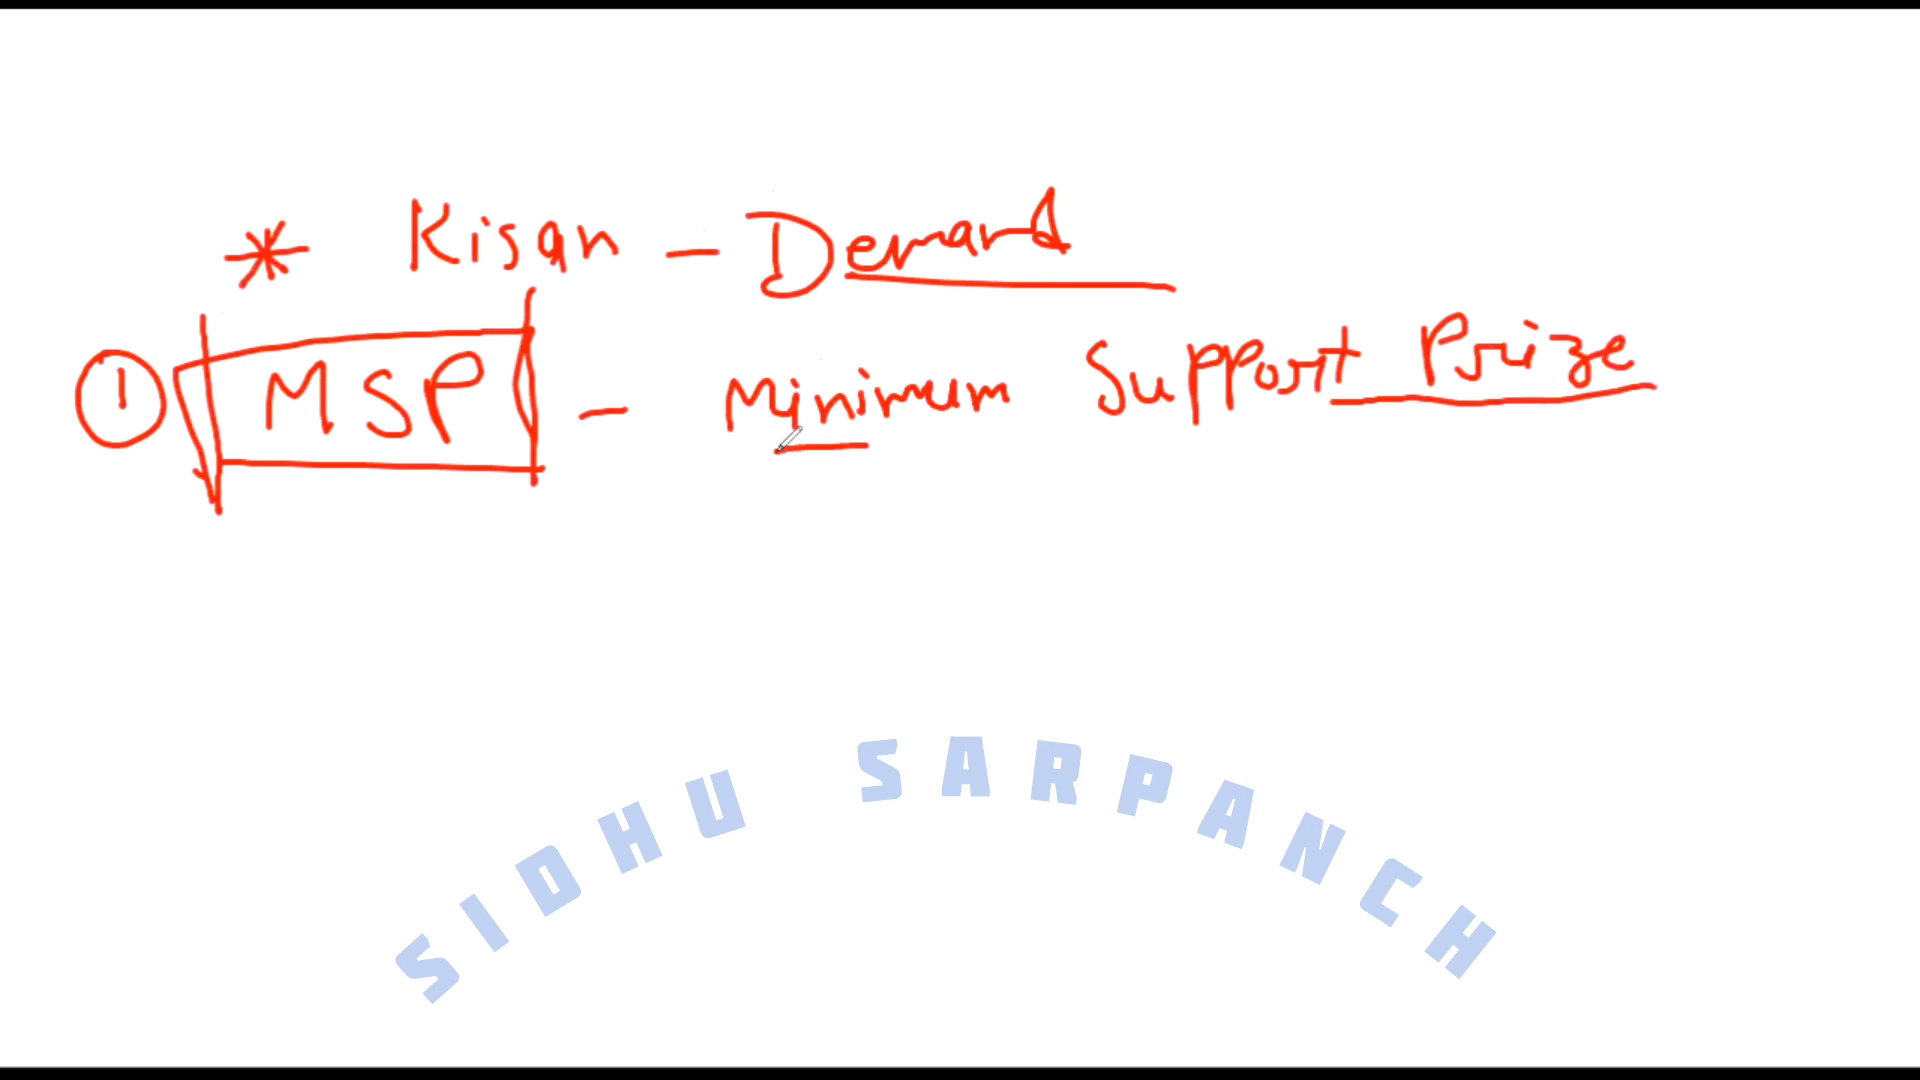 * Kisan - Demand
① MSP - Minimum Support Prize
SIDHU SARPANCH